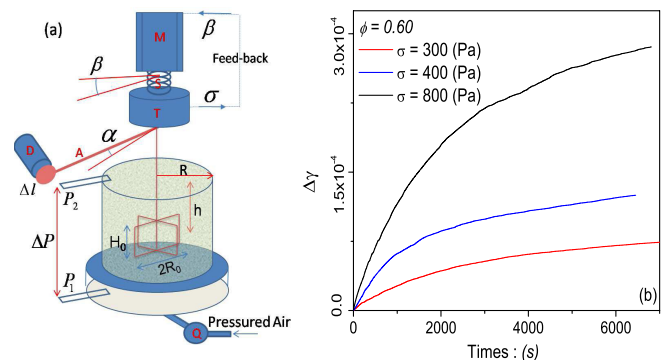 (a)
M
β
Feed-back
β
S
σ
T
D
A
α
Δl
R
P₂
h
ΔP
H₀
2R₀
P₁
Q
Pressured Air
ϕ = 0.60
σ = 300 (Pa)
σ = 400 (Pa)
σ = 800 (Pa)
3.0x10⁻⁴
1.5x10⁻⁴
0.0
Δγ
0
2000
4000
6000
Times : (s)
(b)